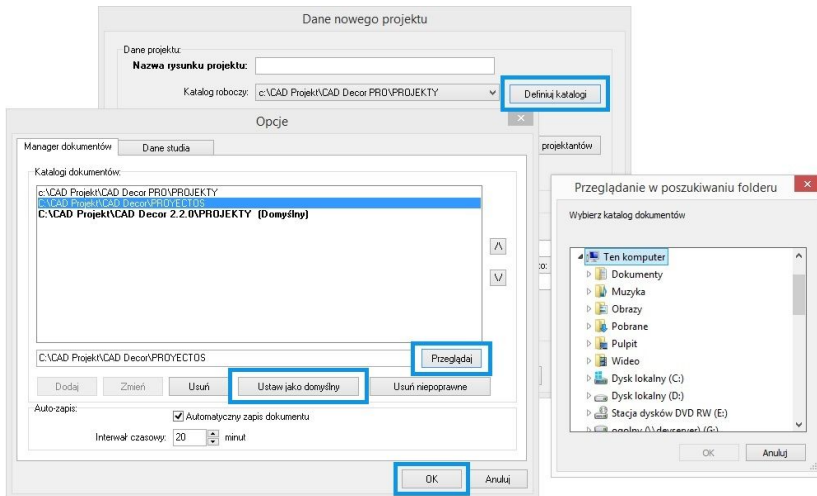 Dane nowego projektu
Dane projektu:
Nazwa rysunku projektu:
Katalog roboczy: c:\CAD Projekt\CAD Decor PRO\PROJEKTY
Definiuj katalogi
projektantów
Opcje
Manager dokumentów
Dane studia
Katalogi dokumentów:
c:\CAD Projekt\CAD Decor PRO\PROJEKTY
C:\CAD Projekt\CAD Decor\PROYECTOS
C:\CAD Projekt\CAD Decor 2.2.0\PROJEKTY (Domyślny)
/\
\/
C:\CAD Projekt\CAD Decor\PROYECTOS
Przeglądaj
Dodaj
Zmień
Usuń
Ustaw jako domyślny
Usuń niepoprawne
Auto-zapis:
Automatyczny zapis dokumentu
Interwał czasowy: 20 minut
OK
Anuluj
Przeglądanie w poszukiwaniu folderu
Wybierz katalog dokumentów
Ten komputer
Dokumenty
Muzyka
Obrazy
Pobrane
Pulpit
Wideo
Dysk lokalny (C:)
Dysk lokalny (D:)
Stacja dysków DVD RW (E:)
OK
Anuluj